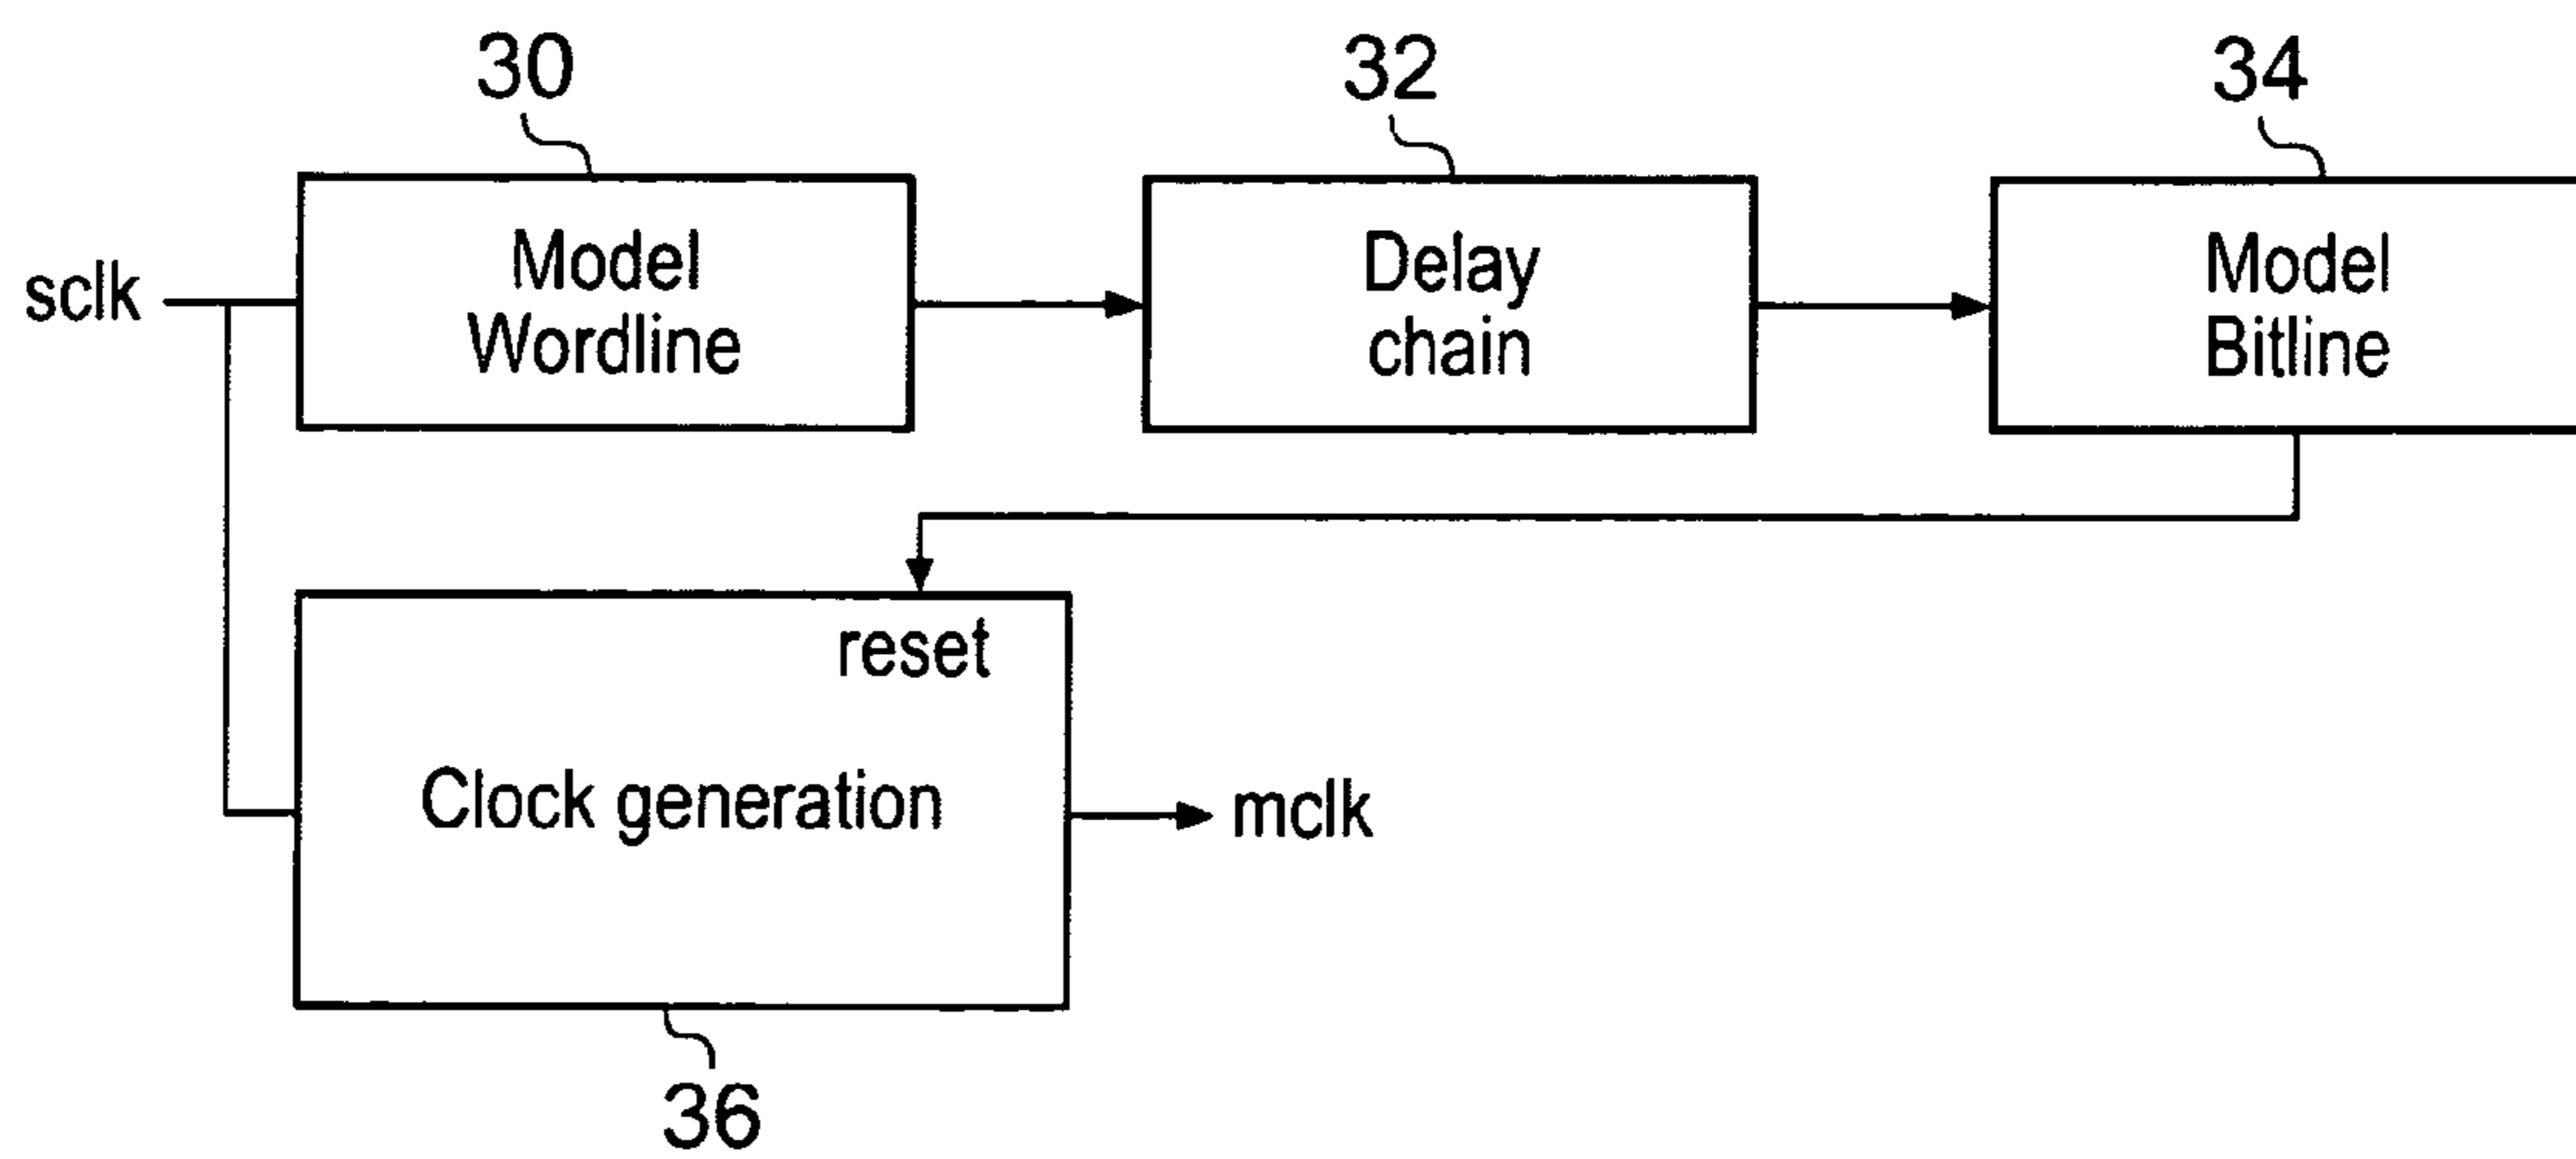 30
32
34
Model
Wordline
Delay
chain
Model
Bitline
sclk
reset
Clock generation
mclk
36